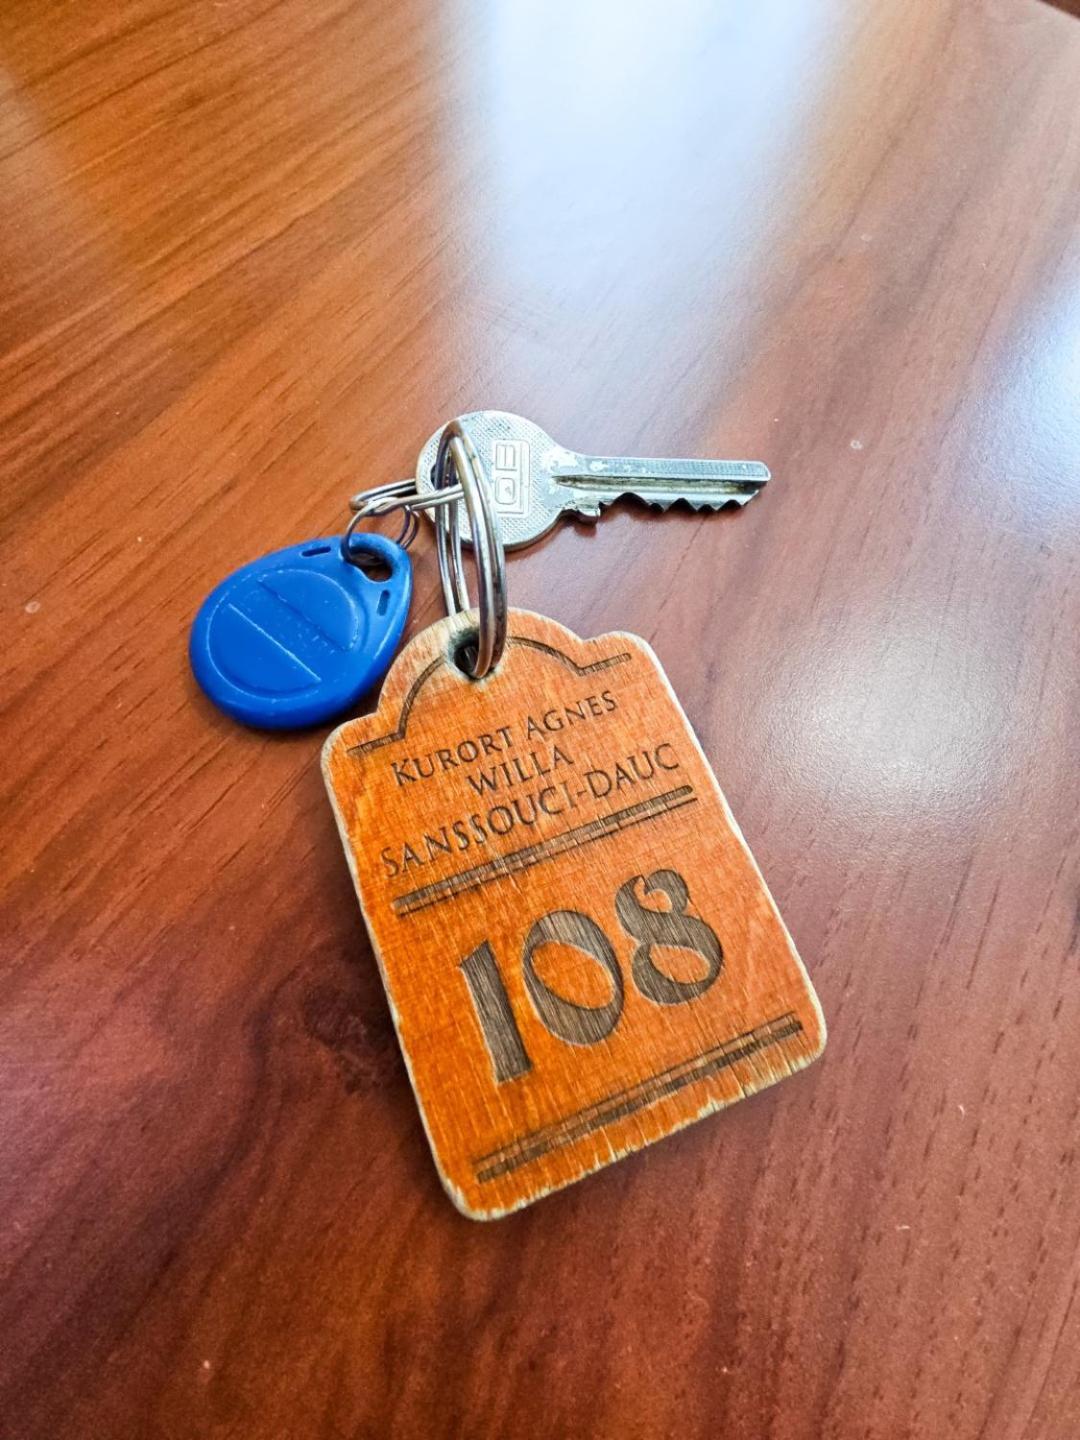 KURORT AGNES
WILLA
SANSSOUCI-DAUC
108